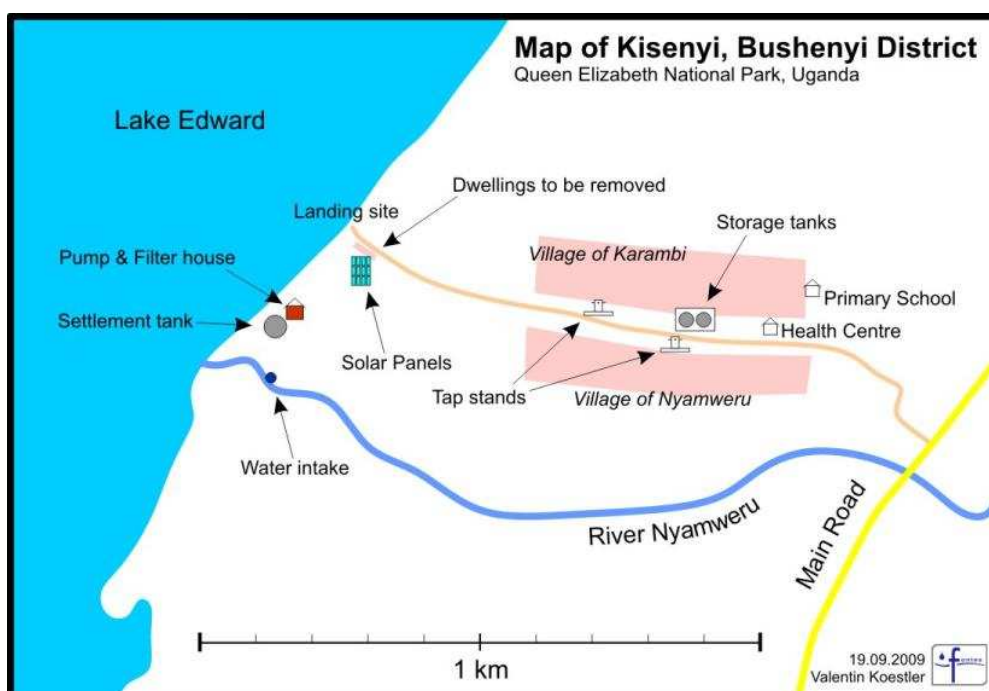 Map of Kisenyi, Bushenyi District
Queen Elizabeth National Park, Uganda
Lake Edward
Dwellings to be removed
Landing site
Storage tanks
Village of Karambi
Pump & Filter house
Primary School
Settlement tank
Health Centre
Solar Panels
Tap stands
Village of Nyamweru
Water intake
River Nyamweru
Main Road
1 km
19.09.2009
Valentin Koestler
fontes